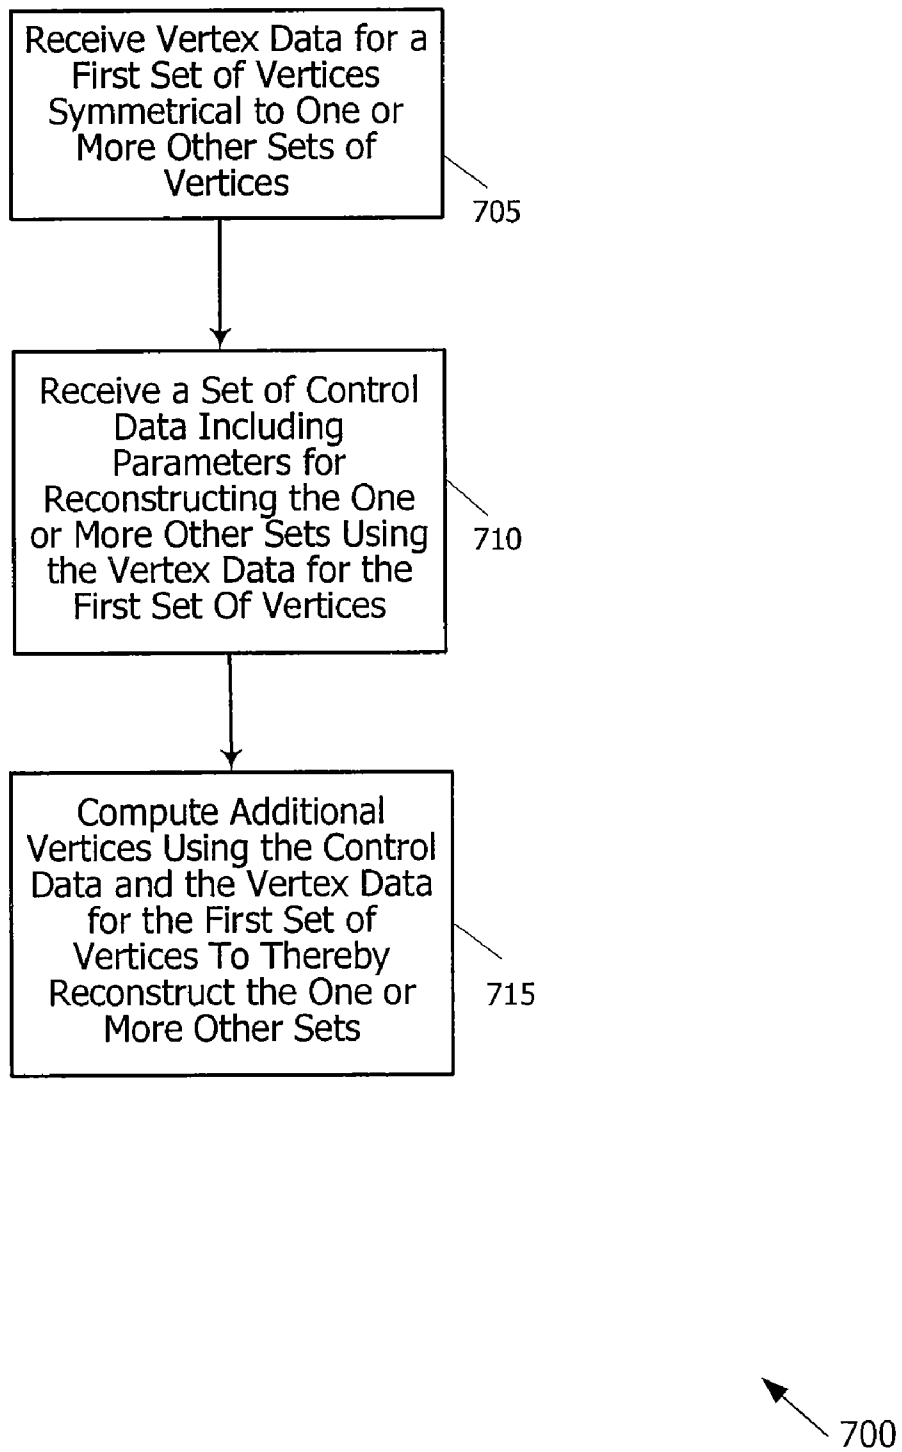 Receive Vertex Data for a
First Set of Vertices
Symmetrical to One or
More Other Sets of
Vertices
705
Receive a Set of Control
Data Including
Parameters for
Reconstructing the One
or More Other Sets Using
the Vertex Data for the
First Set Of Vertices
710
Compute Additional
Vertices Using the Control
Data and the Vertex Data
for the First Set of
Vertices To Thereby
Reconstruct the One or
More Other Sets
715
700